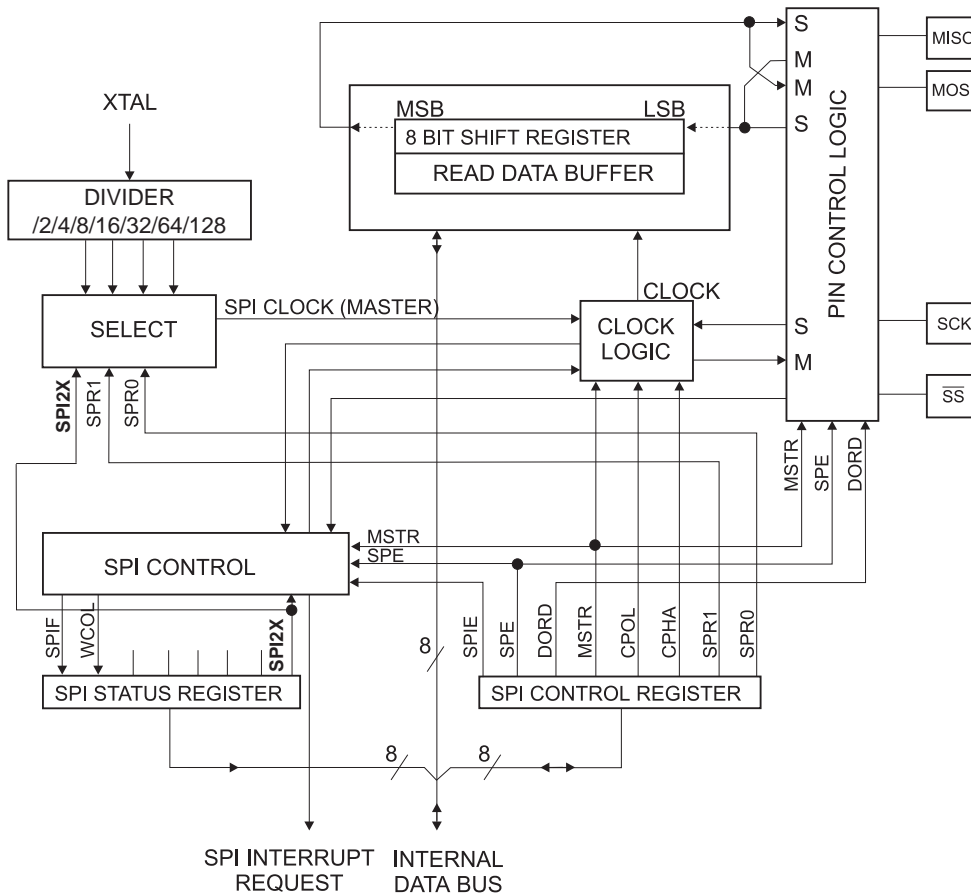 S
MISO
M
XTAL
M
MOSI
MSB
LSB
S
8 BIT SHIFT REGISTER
READ DATA BUFFER
DIVIDER
/2/4/8/16/32/64/128
PIN CONTROL LOGIC
SPI CLOCK (MASTER)
CLOCK
SELECT
CLOCK
LOGIC
S
SCK
M
SPI2X
SPR1
SPR0
SS
MSTR
SPE
DORD
MSTR
SPE
SPI CONTROL
SPIF
WCOL
SPI2X
8
SPIE
SPE
DORD
MSTR
CPOL
CPHA
SPR1
SPR0
SPI STATUS REGISTER
SPI CONTROL REGISTER
8
8
SPI INTERRUPT
REQUEST
INTERNAL
DATA BUS